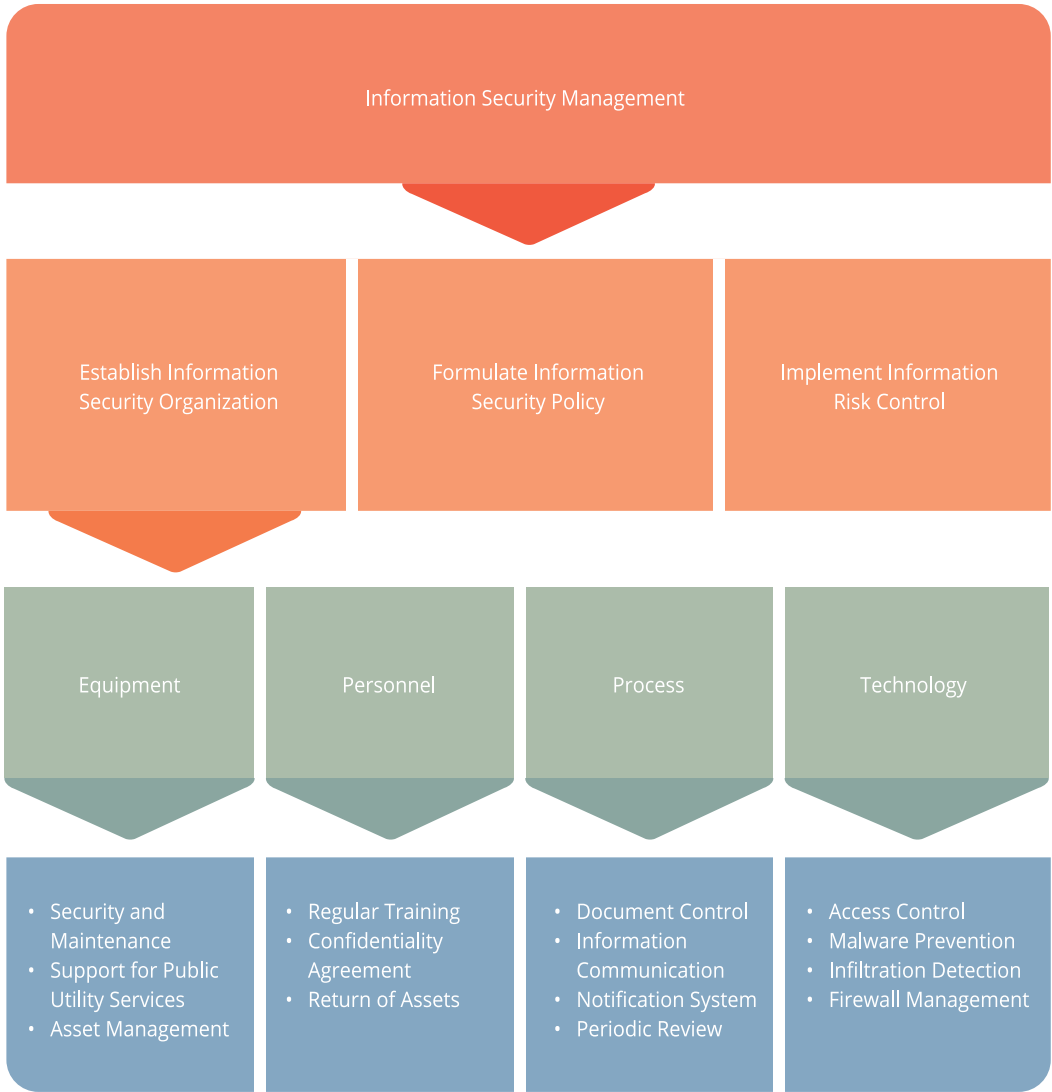 Information Security Management
Establish Information
Security Organization
Formulate Information
Security Policy
Implement Information
Risk Control
Equipment
Personnel
Process
Technology
• Security and
Maintenance
• Support for Public
Utility Services
• Asset Management
• Regular Training
• Confidentiality
Agreement
• Return of Assets
• Document Control
• Information
Communication
• Notification System
• Periodic Review
• Access Control
• Malware Prevention
• Infiltration Detection
• Firewall Management